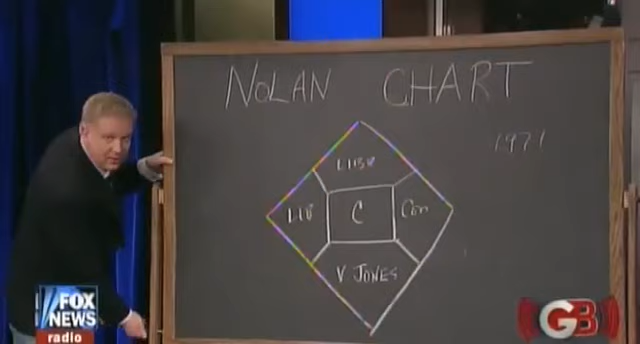 NOLAN CHART
1971
LIBR
LIB
C
Con
V JONES
FOX
NEWS
radio
GB